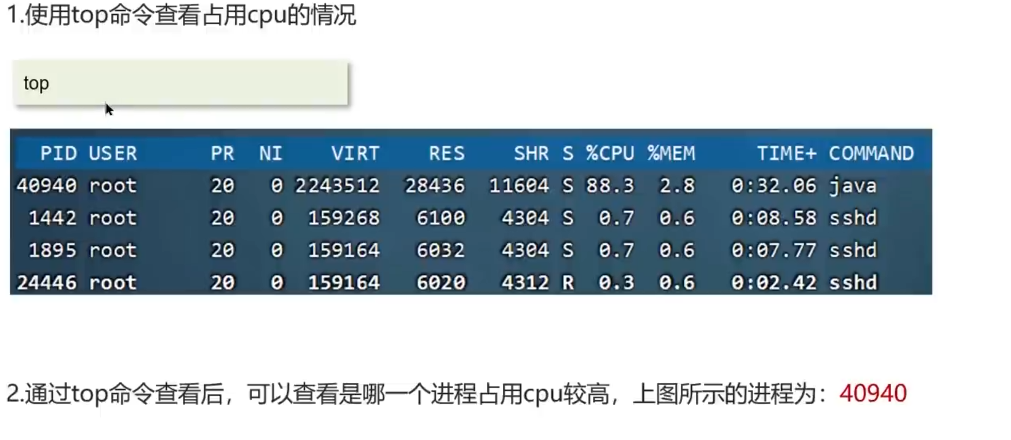 1.使用top命令查看占用cpu的情况
top
PID USER PR NI VIRT RES SHR S %CPU %MEM TIME+ COMMAND
40940 root 20 0 2243512 28436 11604 S 88.3 2.8 0:32.06 java
1442 root 20 0 159268 6100 4304 S 0.7 0.6 0:08.58 sshd
1895 root 20 0 159164 6032 4304 S 0.7 0.6 0:07.77 sshd
24446 root 20 0 159164 6020 4312 R 0.3 0.6 0:02.42 sshd
2.通过top命令查看后，可以查看是哪一个进程占用cpu较高，上图所示的进程为：40940